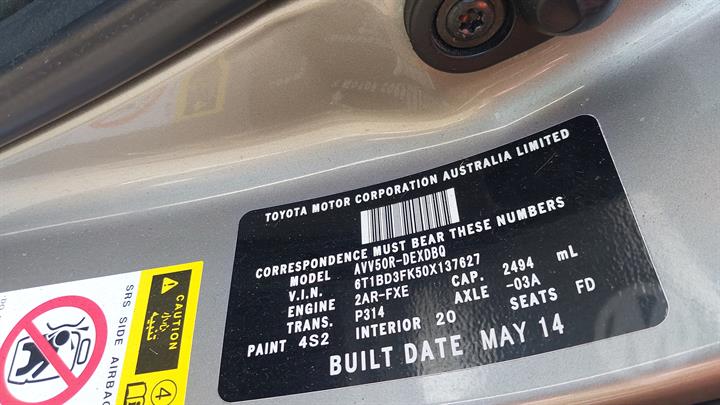 TOYOTA MOTOR CORPORATION AUSTRALIA LIMITED
CORRESPONDENCE MUST BEAR THESE NUMBERS
MODEL AVV50R-DEXDBQ
V.I.N. 6T1BD3FK50X137627
ENGINE 2AR-FXE CAP. 2494 mL
TRANS. P314 AXLE -03A
PAINT 4S2 INTERIOR 20 SEATS FD
BUILT DATE MAY 14
CAUTION
4
SRS SIDE AIRBAG